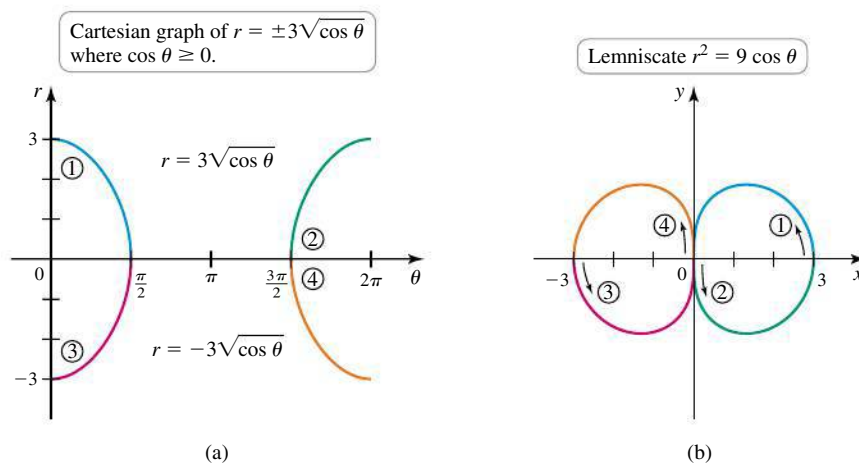 Cartesian graph of r = ±3√cos θ
where cos θ ≥ 0.
r
3
①
r = 3√cos θ
②
0
π/2
π
3π/2
④
2π
θ
③
r = −3√cos θ
−3
(a)
Lemniscate r² = 9 cos θ
y
④
①
−3
0
3
x
③
②
(b)